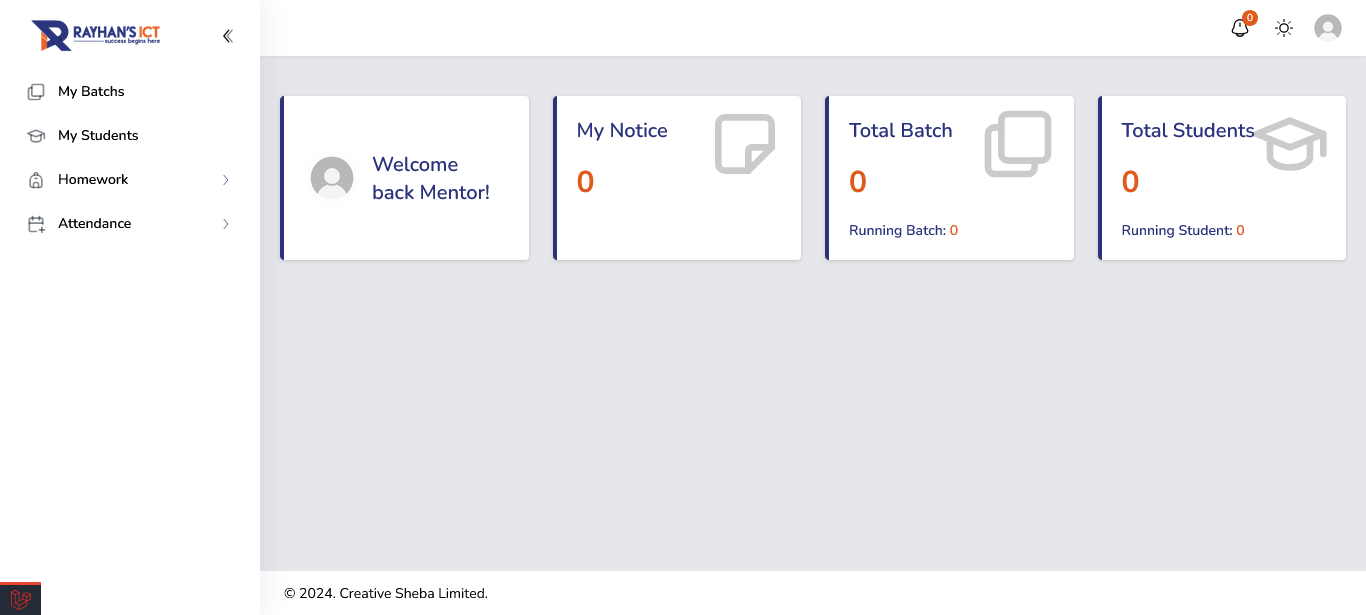 RAYHAN'S ICT
success begins here
0
My Batchs
My Students
Homework
Attendance
Welcome
back Mentor!
My Notice
0
Total Batch
0
Running Batch: 0
Total Students
0
Running Student: 0
© 2024. Creative Sheba Limited.